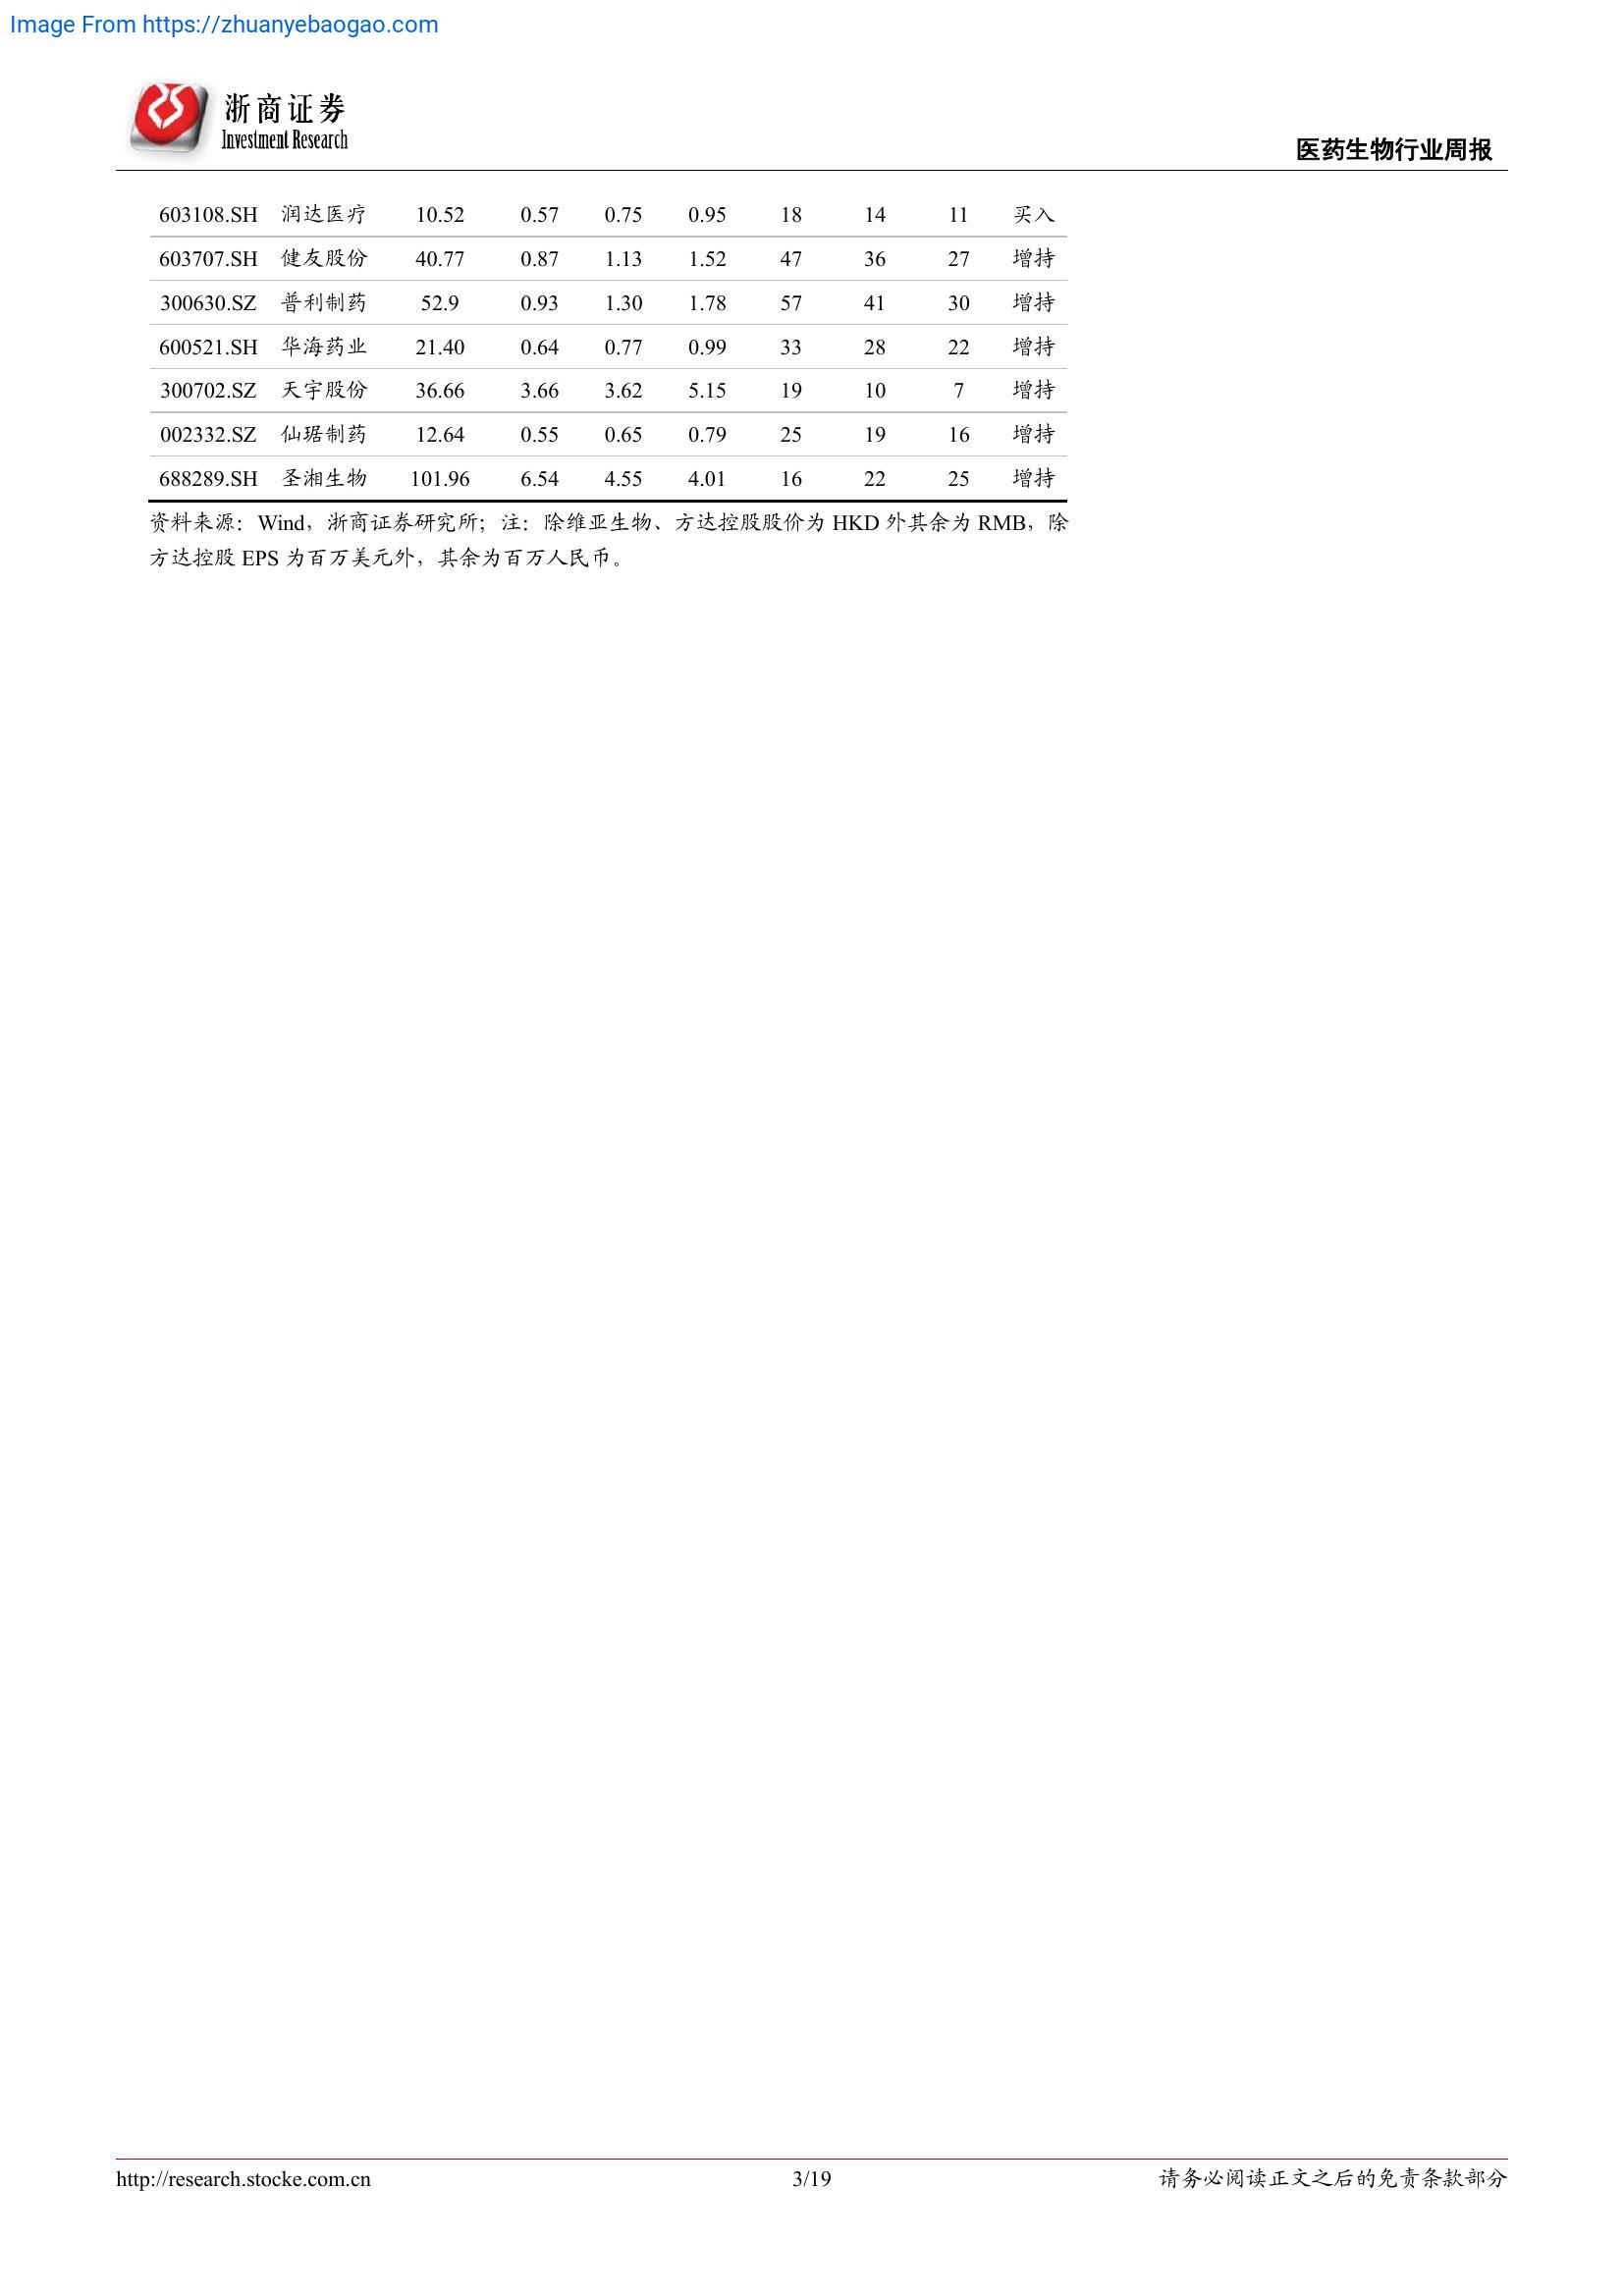 Image From https://zhuanyebaogao.com
浙商证券
Investment Research
医药生物行业周报
603108.SH 润达医疗 10.52 0.57 0.75 0.95 18 14 11 买入
603707.SH 健友股份 40.77 0.87 1.13 1.52 47 36 27 增持
300630.SZ 普利制药 52.9 0.93 1.30 1.78 57 41 30 增持
600521.SH 华海药业 21.40 0.64 0.77 0.99 33 28 22 增持
300702.SZ 天宇股份 36.66 3.66 3.62 5.15 19 10 7 增持
002332.SZ 仙琚制药 12.64 0.55 0.65 0.79 25 19 16 增持
688289.SH 圣湘生物 101.96 6.54 4.55 4.01 16 22 25 增持
资料来源：Wind，浙商证券研究所；注：除维亚生物、方达控股股价为 HKD 外其余为 RMB，除
方达控股 EPS 为百万美元外，其余为百万人民币。
http://research.stocke.com.cn 3/19 请务必阅读正文之后的免责条款部分